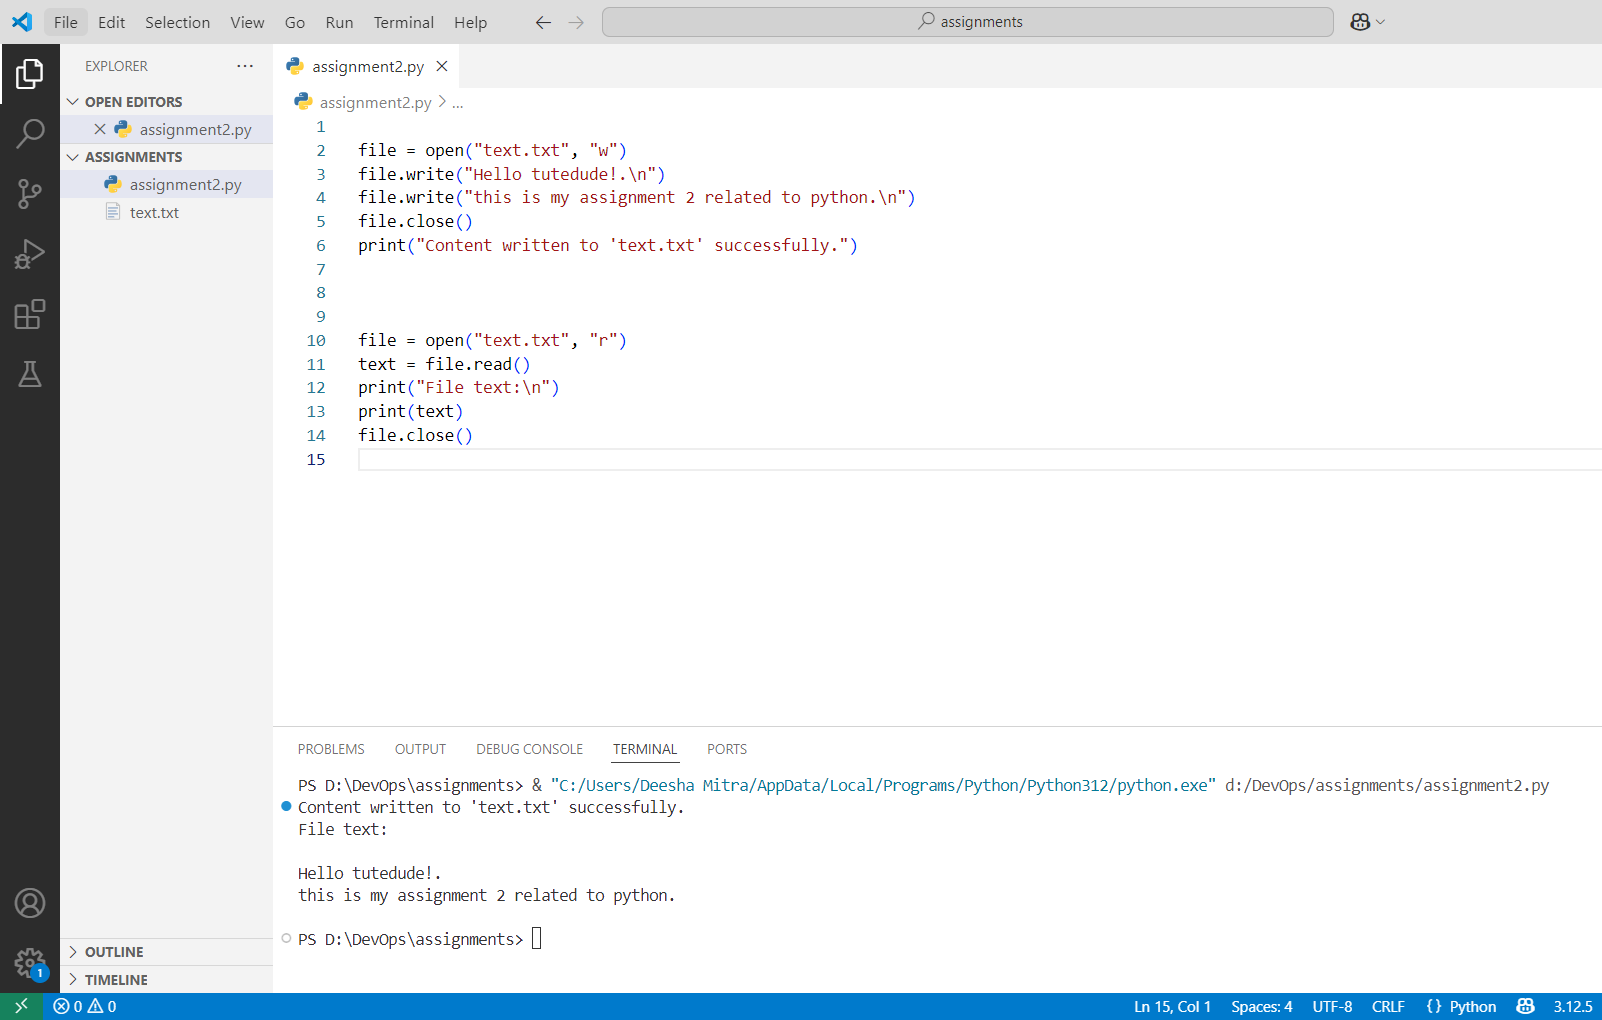 File Edit Selection View Go Run Terminal Help assignments
EXPLORER ...
OPEN EDITORS
assignment2.py
ASSIGNMENTS
assignment2.py
text.txt
OUTLINE
TIMELINE
assignment2.py
assignment2.py > ...
1
2 file = open("text.txt", "w")
3 file.write("Hello tutedude!.\n")
4 file.write("this is my assignment 2 related to python.\n")
5 file.close()
6 print("Content written to 'text.txt' successfully.")
7
8
9
10 file = open("text.txt", "r")
11 text = file.read()
12 print("File text:\n")
13 print(text)
14 file.close()
15
PROBLEMS OUTPUT DEBUG CONSOLE TERMINAL PORTS
PS D:\DevOps\assignments> & "C:/Users/Deesha Mitra/AppData/Local/Programs/Python/Python312/python.exe" d:/DevOps/assignments/assignment2.py
Content written to 'text.txt' successfully.
File text:
Hello tutedude!.
this is my assignment 2 related to python.
PS D:\DevOps\assignments>
1
0 0 Ln 15, Col 1 Spaces: 4 UTF-8 CRLF {} Python 3.12.5